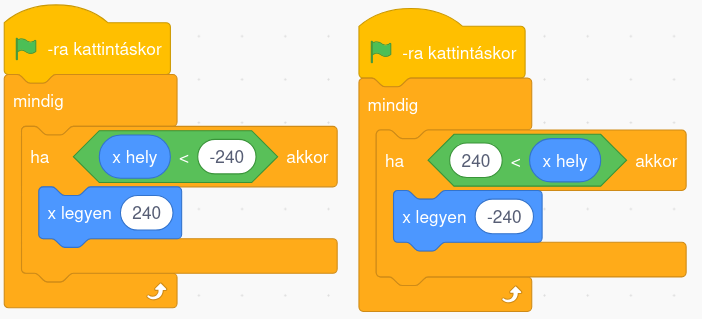 -ra kattintáskor
mindig
ha x hely < -240 akkor
x legyen 240
-ra kattintáskor
mindig
ha 240 < x hely akkor
x legyen -240